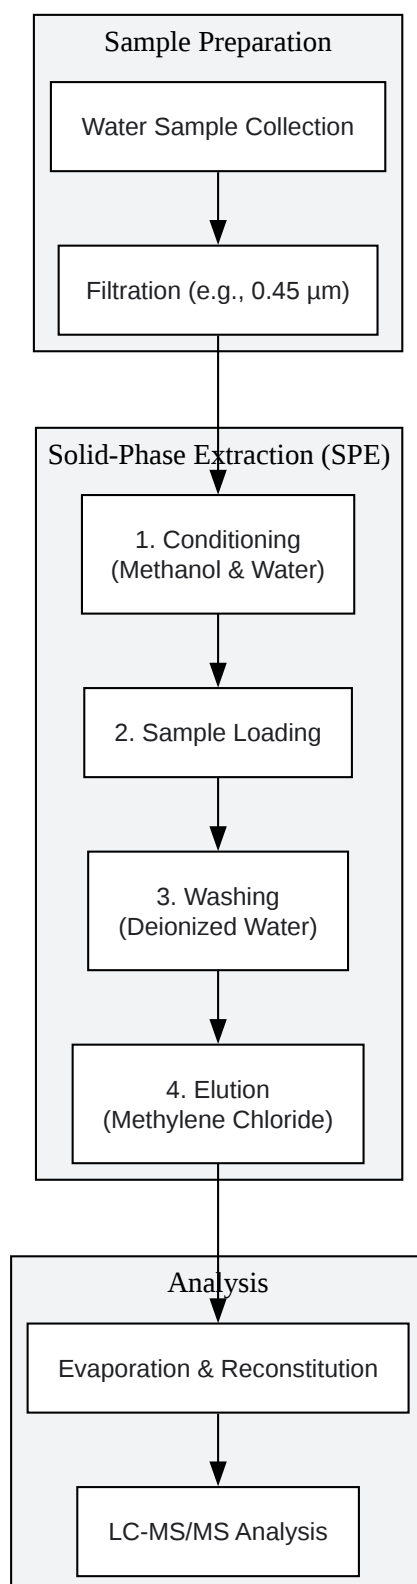 Sample Preparation
Water Sample Collection
Filtration (e.g., 0.45 µm)
Solid-Phase Extraction (SPE)
1. Conditioning
(Methanol & Water)
2. Sample Loading
3. Washing
(Deionized Water)
4. Elution
(Methylene Chloride)
Analysis
Evaporation & Reconstitution
LC-MS/MS Analysis